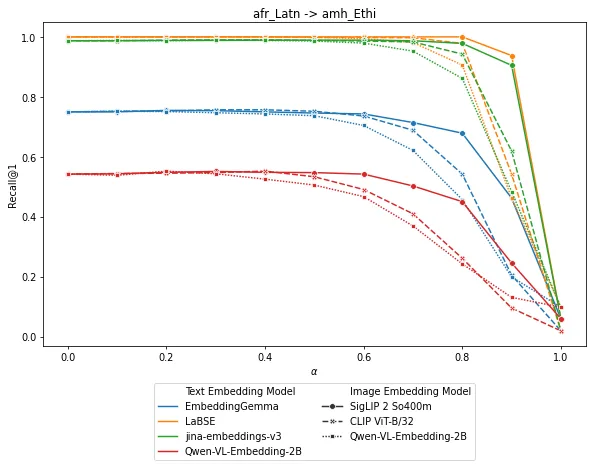 afr_Latn -> amh_Ethi
Recall@1
1.0
0.8
0.6
0.4
0.2
0.0
0.0 0.2 0.4 0.6 0.8 1.0
α
Text Embedding Model Image Embedding Model
EmbeddingGemma SigLIP 2 So400m
LaBSE CLIP ViT-B/32
jina-embeddings-v3 Qwen-VL-Embedding-2B
Qwen-VL-Embedding-2B